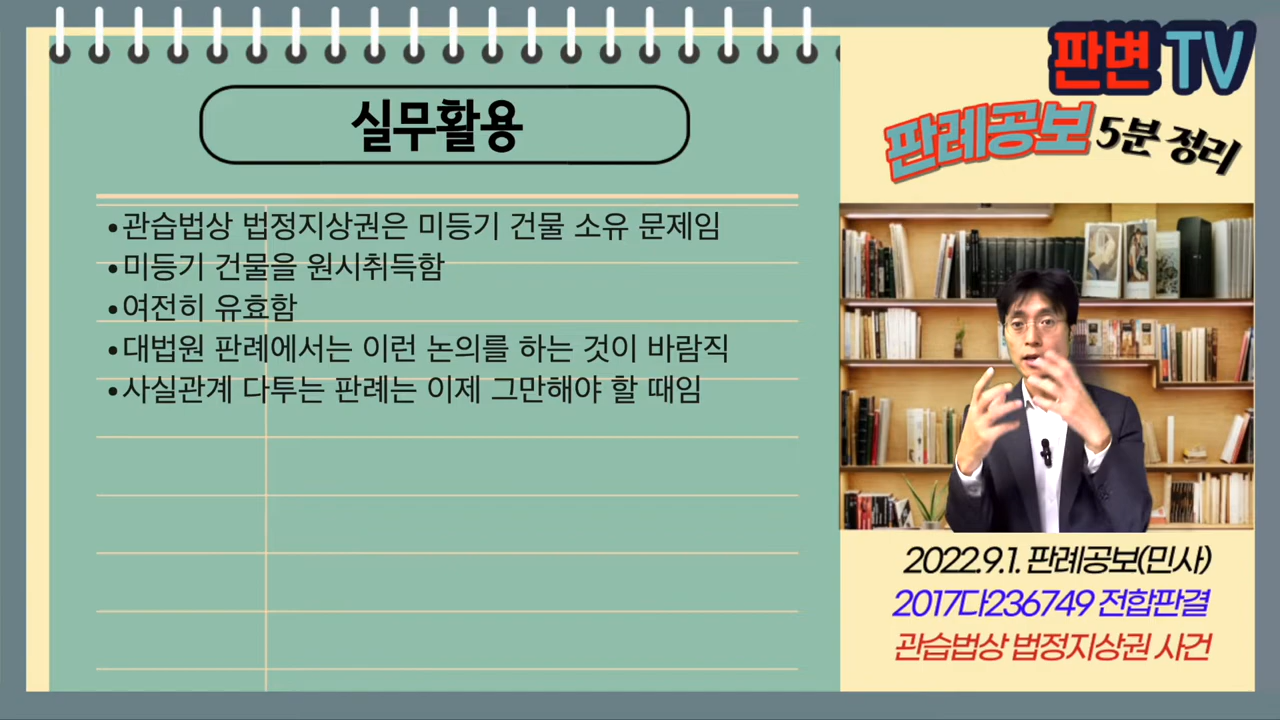 판변 TV
판례공보 5분 정리
실무활용
•관습법상 법정지상권은 미등기 건물 소유 문제임
•미등기 건물을 원시취득함
•여전히 유효함
•대법원 판례에서는 이런 논의를 하는 것이 바람직
•사실관계 다투는 판례는 이제 그만해야 할 때임
2022.9.1. 판례공보(민사)
2017다236749 전합판결
관습법상 법정지상권 사건